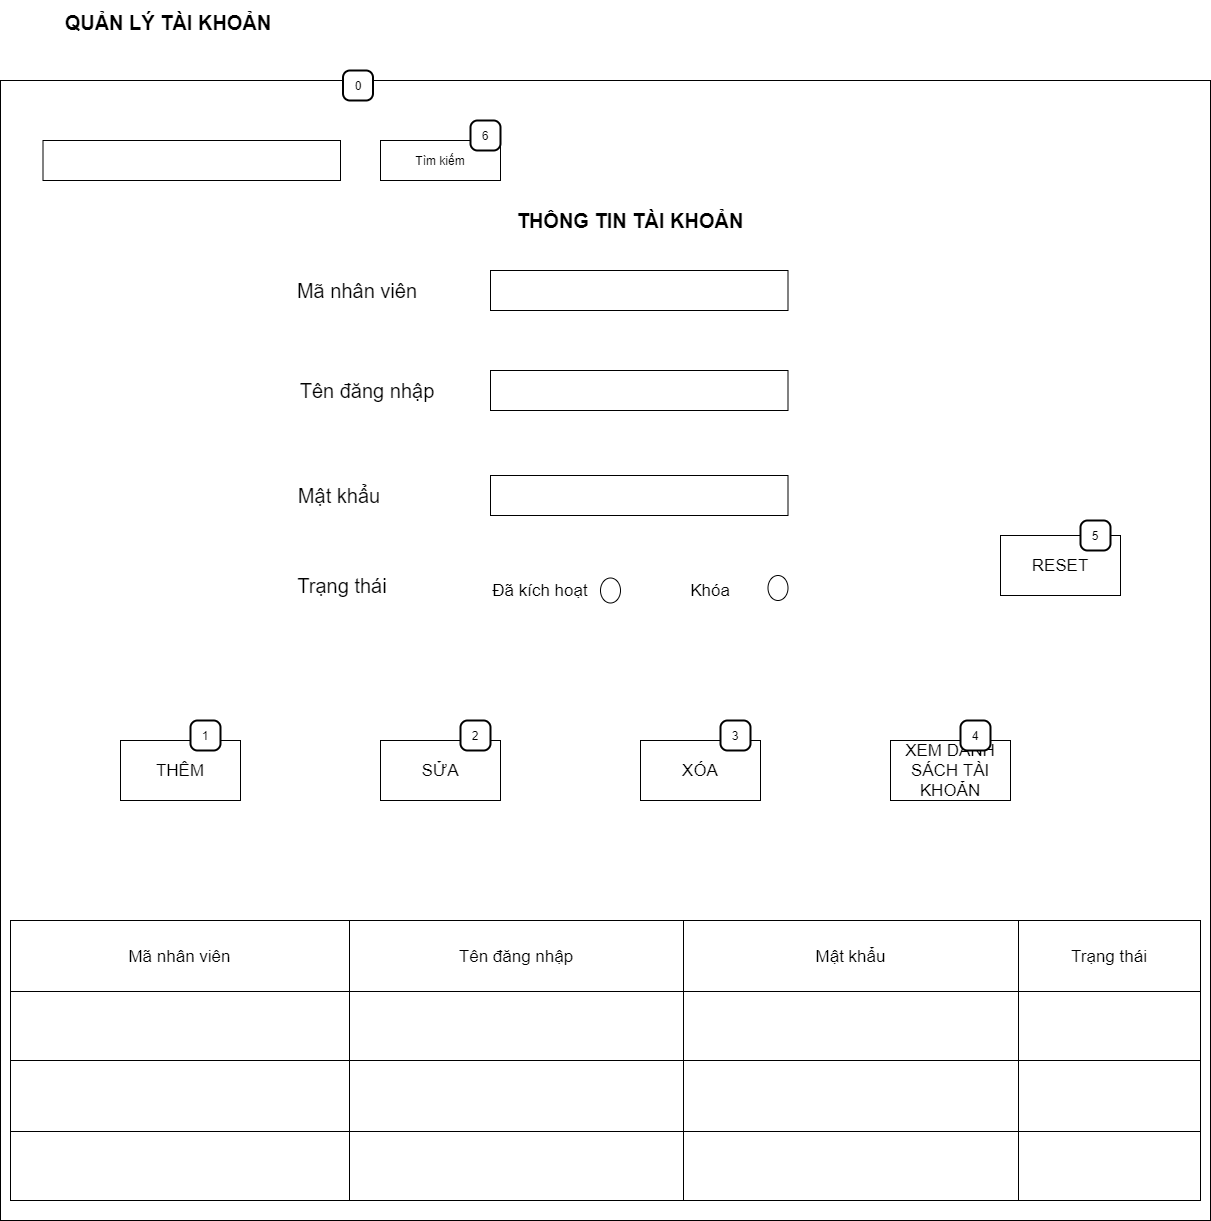 QUẢN LÝ TÀI KHOẢN
0
6
Tìm kiếm
THÔNG TIN TÀI KHOẢN
Mã nhân viên
Tên đăng nhập
Mật khẩu
5
RESET
Trạng thái
Đã kích hoạt
Khóa
1
THÊM
2
SỬA
3
XÓA
4
XEM DANH
SÁCH TÀI
KHOẢN
Mã nhân viên
Tên đăng nhập
Mật khẩu
Trạng thái